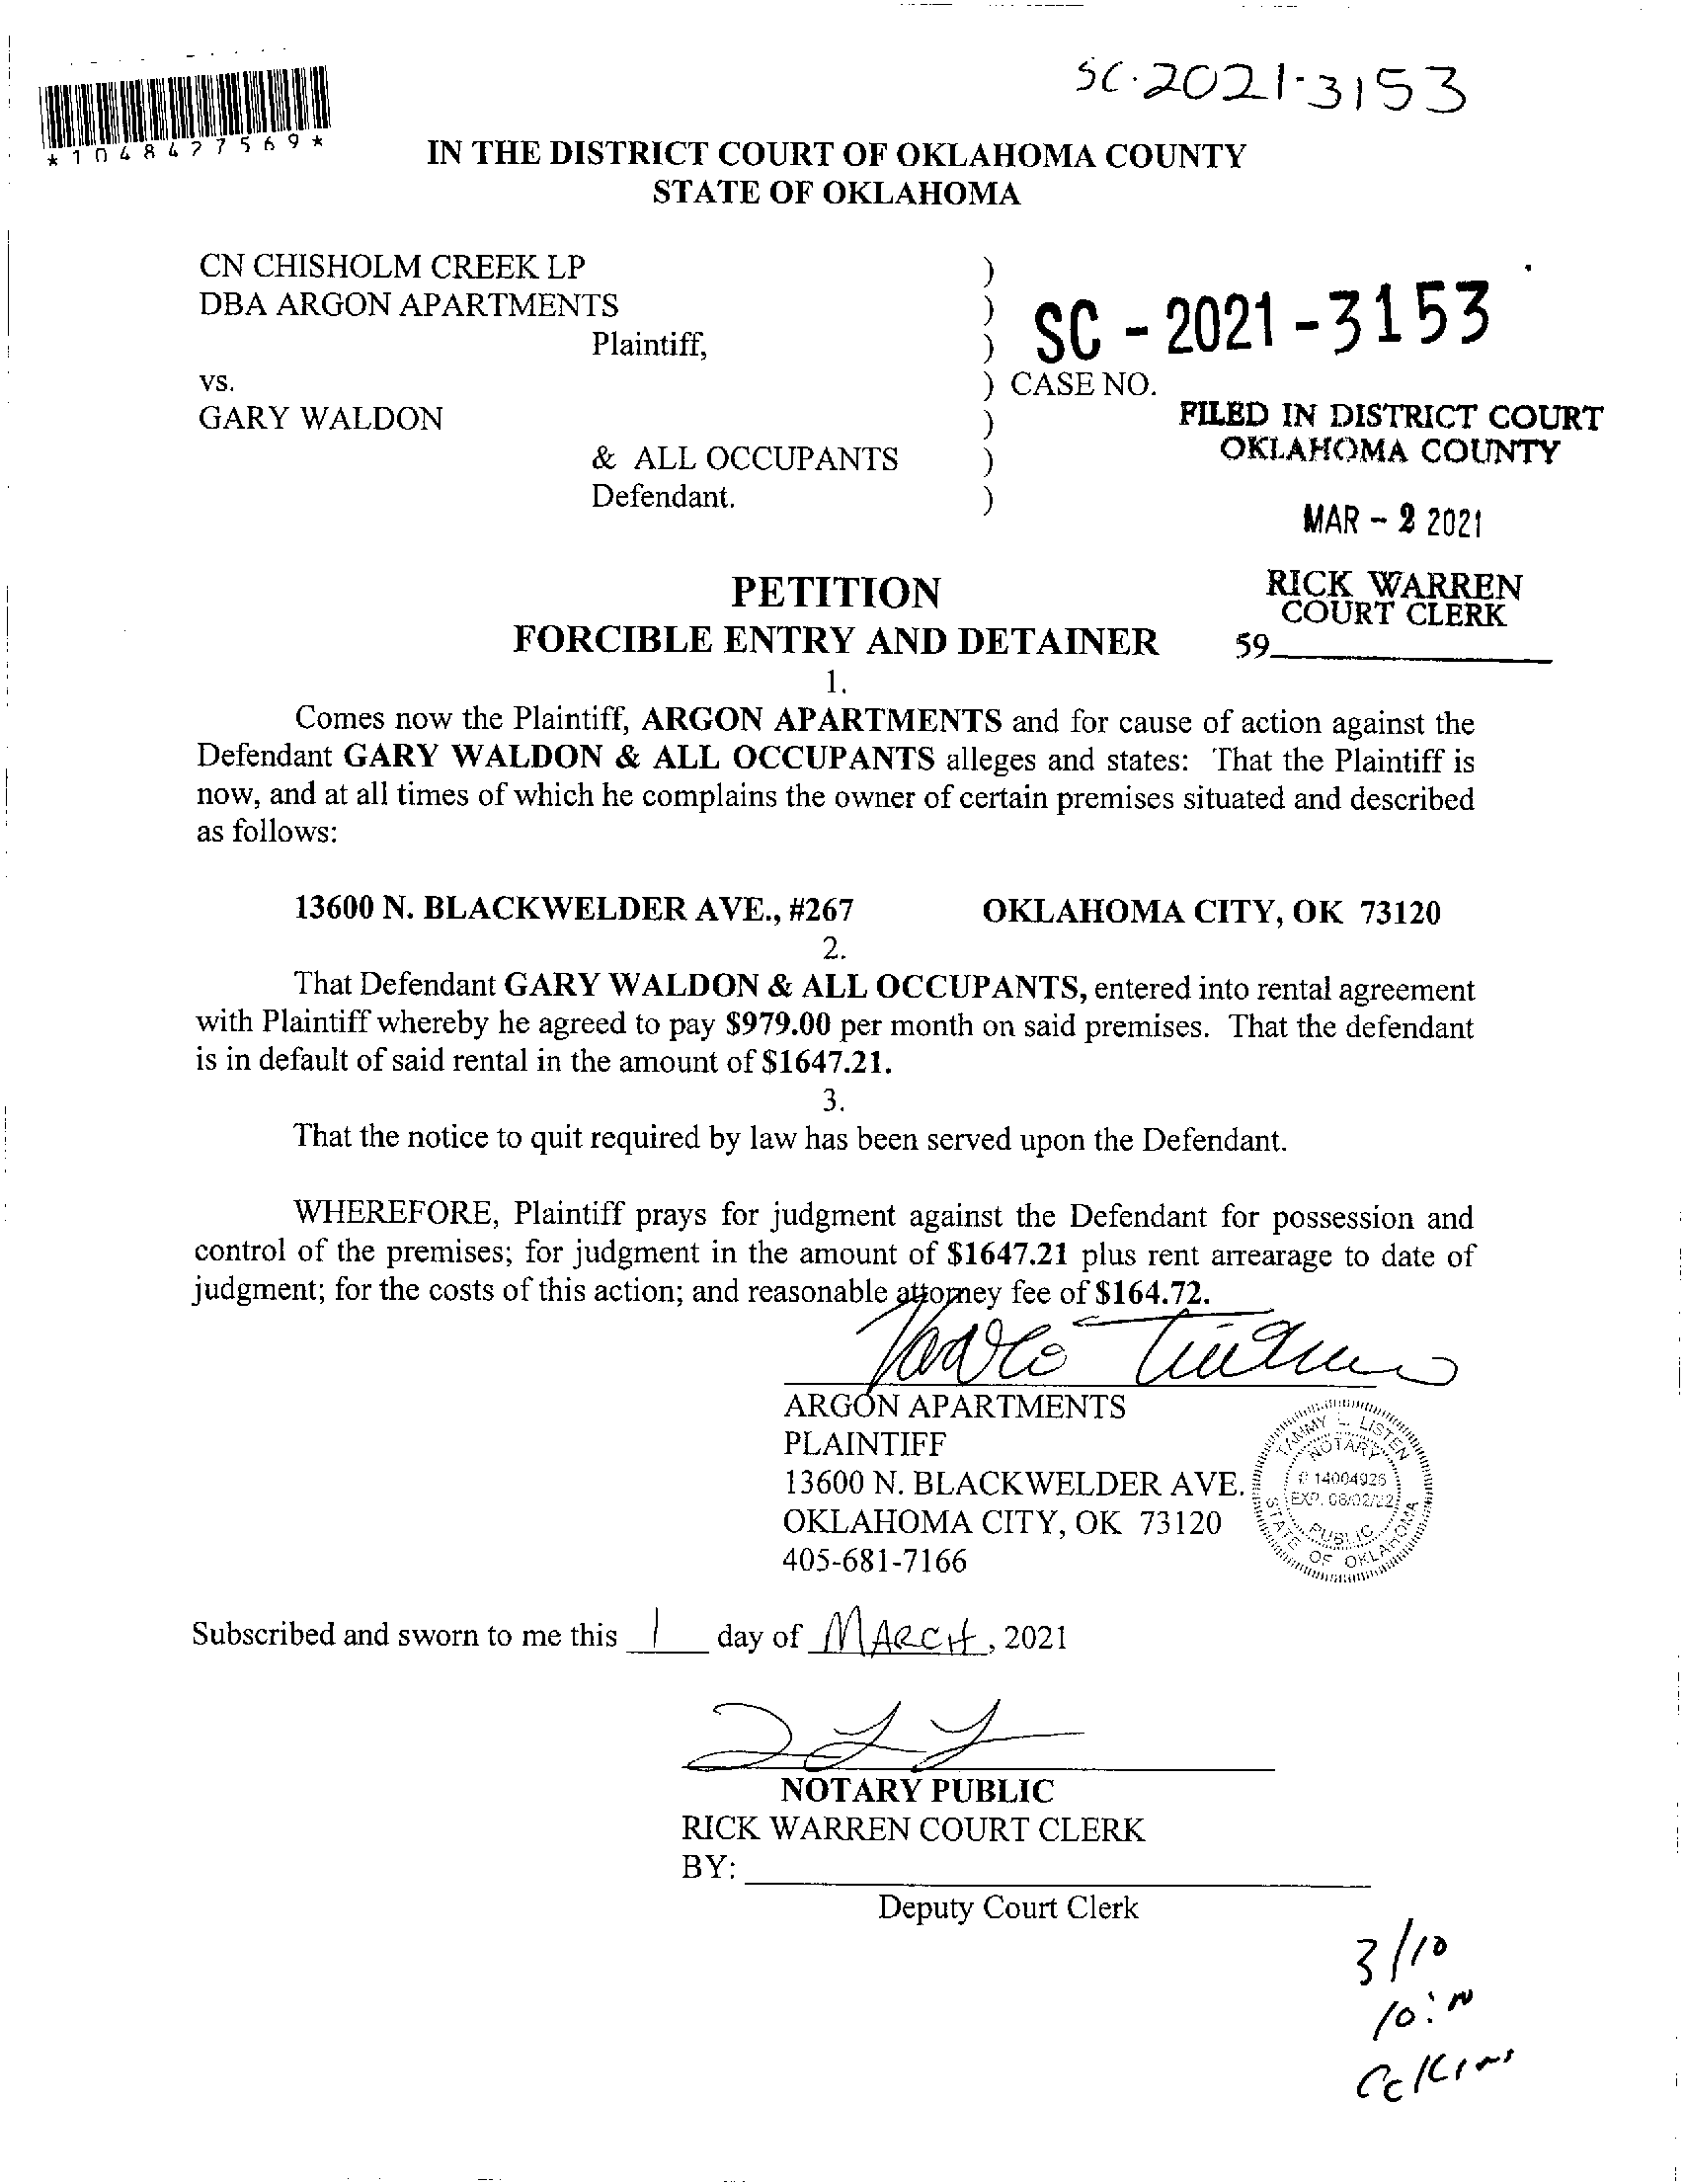 SC-2021-3153
*1048477569*
IN THE DISTRICT COURT OF OKLAHOMA COUNTY
STATE OF OKLAHOMA
CN CHISHOLM CREEK LP )
DBA ARGON APARTMENTS )
Plaintiff, ) SC - 2021 - 3153
vs. ) CASE NO.
GARY WALDON )
& ALL OCCUPANTS )
Defendant. )
FILED IN DISTRICT COURT
OKLAHOMA COUNTY
MAR - 2 2021
RICK WARREN
COURT CLERK
59
PETITION
FORCIBLE ENTRY AND DETAINER
1.
Comes now the Plaintiff, ARGON APARTMENTS and for cause of action against the
Defendant GARY WALDON & ALL OCCUPANTS alleges and states: That the Plaintiff is
now, and at all times of which he complains the owner of certain premises situated and described
as follows:
13600 N. BLACKWELDER AVE., #267 OKLAHOMA CITY, OK 73120
2.
That Defendant GARY WALDON & ALL OCCUPANTS, entered into rental agreement
with Plaintiff whereby he agreed to pay $979.00 per month on said premises. That the defendant
is in default of said rental in the amount of $1647.21.
3.
That the notice to quit required by law has been served upon the Defendant.
WHEREFORE, Plaintiff prays for judgment against the Defendant for possession and
control of the premises; for judgment in the amount of $1647.21 plus rent arrearage to date of
judgment; for the costs of this action; and reasonable attorney fee of $164.72.
ARGON APARTMENTS
PLAINTIFF
13600 N. BLACKWELDER AVE.
OKLAHOMA CITY, OK 73120
405-681-7166
TAMMY L. LISTEN
NOTARY
# 14004926
EXP. 08/02/22
PUBLIC
STATE OF OKLAHOMA
Subscribed and sworn to me this 1 day of MARCH, 2021
NOTARY PUBLIC
RICK WARREN COURT CLERK
BY:
Deputy Court Clerk
3/10